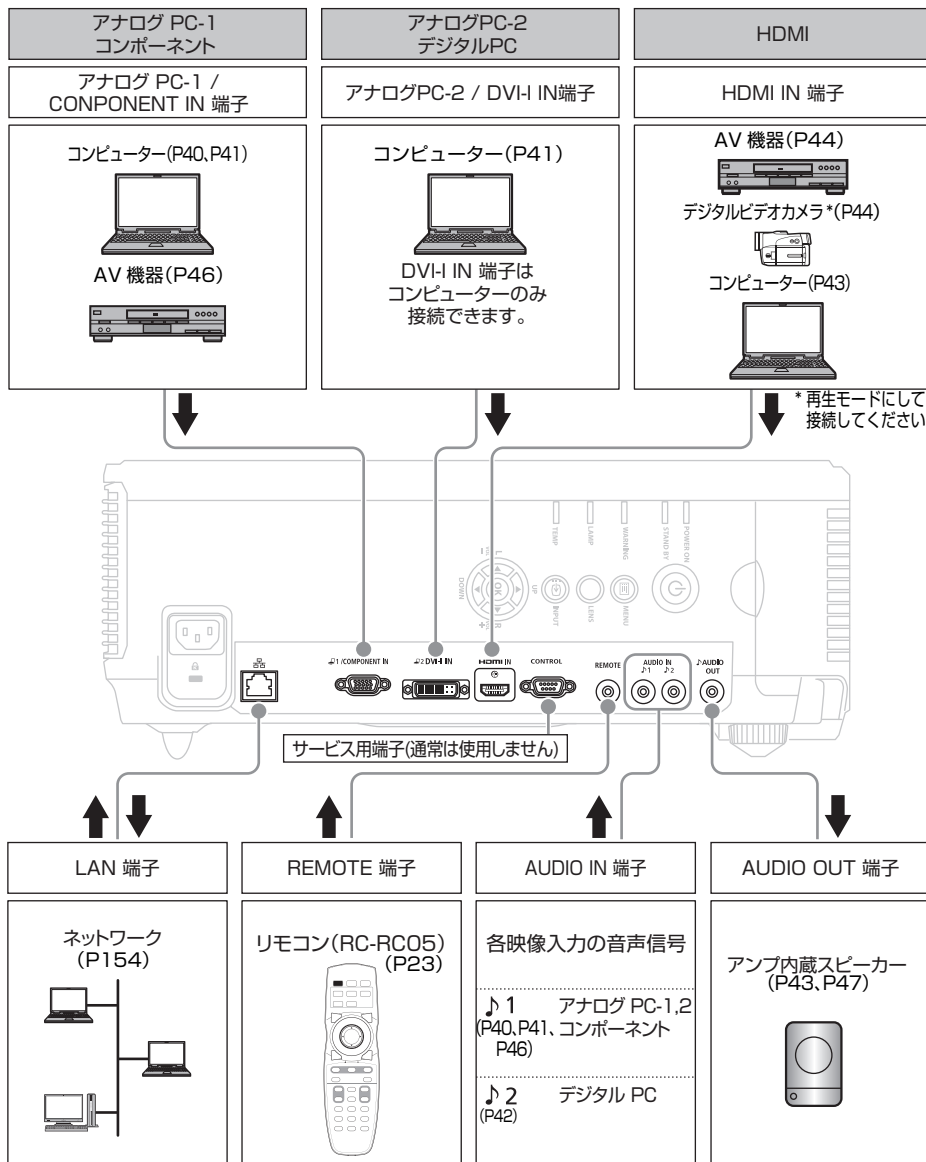 アナログ PC-1
コンポーネント
アナログPC-2
デジタルPC
HDMI
アナログ PC-1 /
CONPONENT IN 端子
アナログPC-2 / DVI-I IN端子
HDMI IN 端子
コンピューター(P40、P41)
AV 機器(P46)
コンピューター(P41)
DVI-I IN 端子は
コンピューターのみ
接続できます。
AV 機器(P44)
デジタルビデオカメラ*(P44)
コンピューター(P43)
* 再生モードにして
接続してください
TEMP
LAMP
WARNING
STAND BY
POWER ON
VOL -
L
DOWN
OK
UP
R
VOL +
INPUT
LENS
MENU
1 /COMPONENT IN
2 DVI-I IN
HDMI IN
CONTROL
REMOTE
AUDIO IN
♪1 ♪2
♪AUDIO
OUT
サービス用端子(通常は使用しません)
LAN 端子
REMOTE 端子
AUDIO IN 端子
AUDIO OUT 端子
ネットワーク
(P154)
リモコン(RC-RC05)
(P23)
各映像入力の音声信号
♪1 アナログ PC-1,2
(P40、P41、コンポーネント
P46)
♪2 デジタル PC
(P42)
アンプ内蔵スピーカー
(P43、P47)